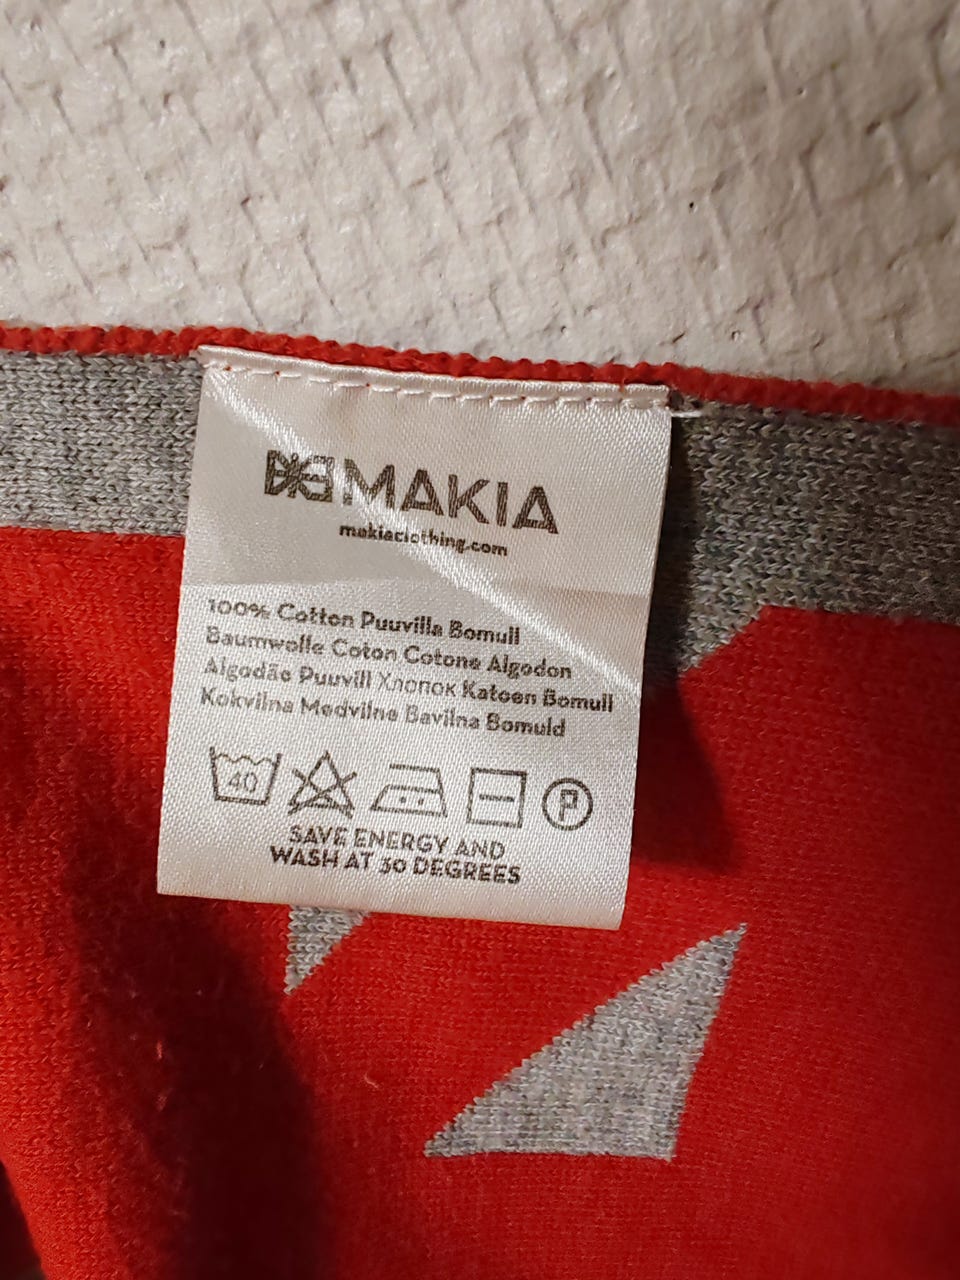 MAKIA
makiaclothing.com
100% Cotton Puuvilla Bomull
Baumwolle Coton Cotone Algodon
Algodão Puuvill Хлопок Katoen Bomull
Kokvilna Medvilne Bavilna Bomuld
40
P
SAVE ENERGY AND
WASH AT 30 DEGREES